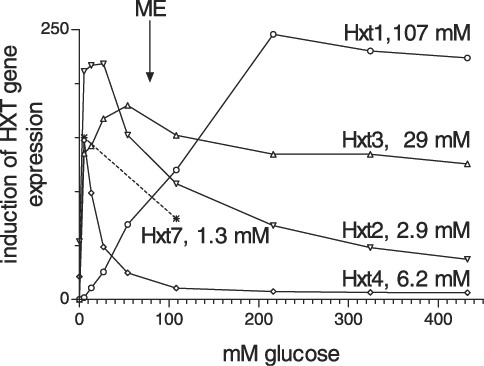 ME
250
Hxt1,107 mM
Hxt3, 29 mM
Hxt7, 1.3 mM
Hxt2, 2.9 mM
Hxt4, 6.2 mM
induction of HXT gene
expression
0
0 100 200 300 400
mM glucose